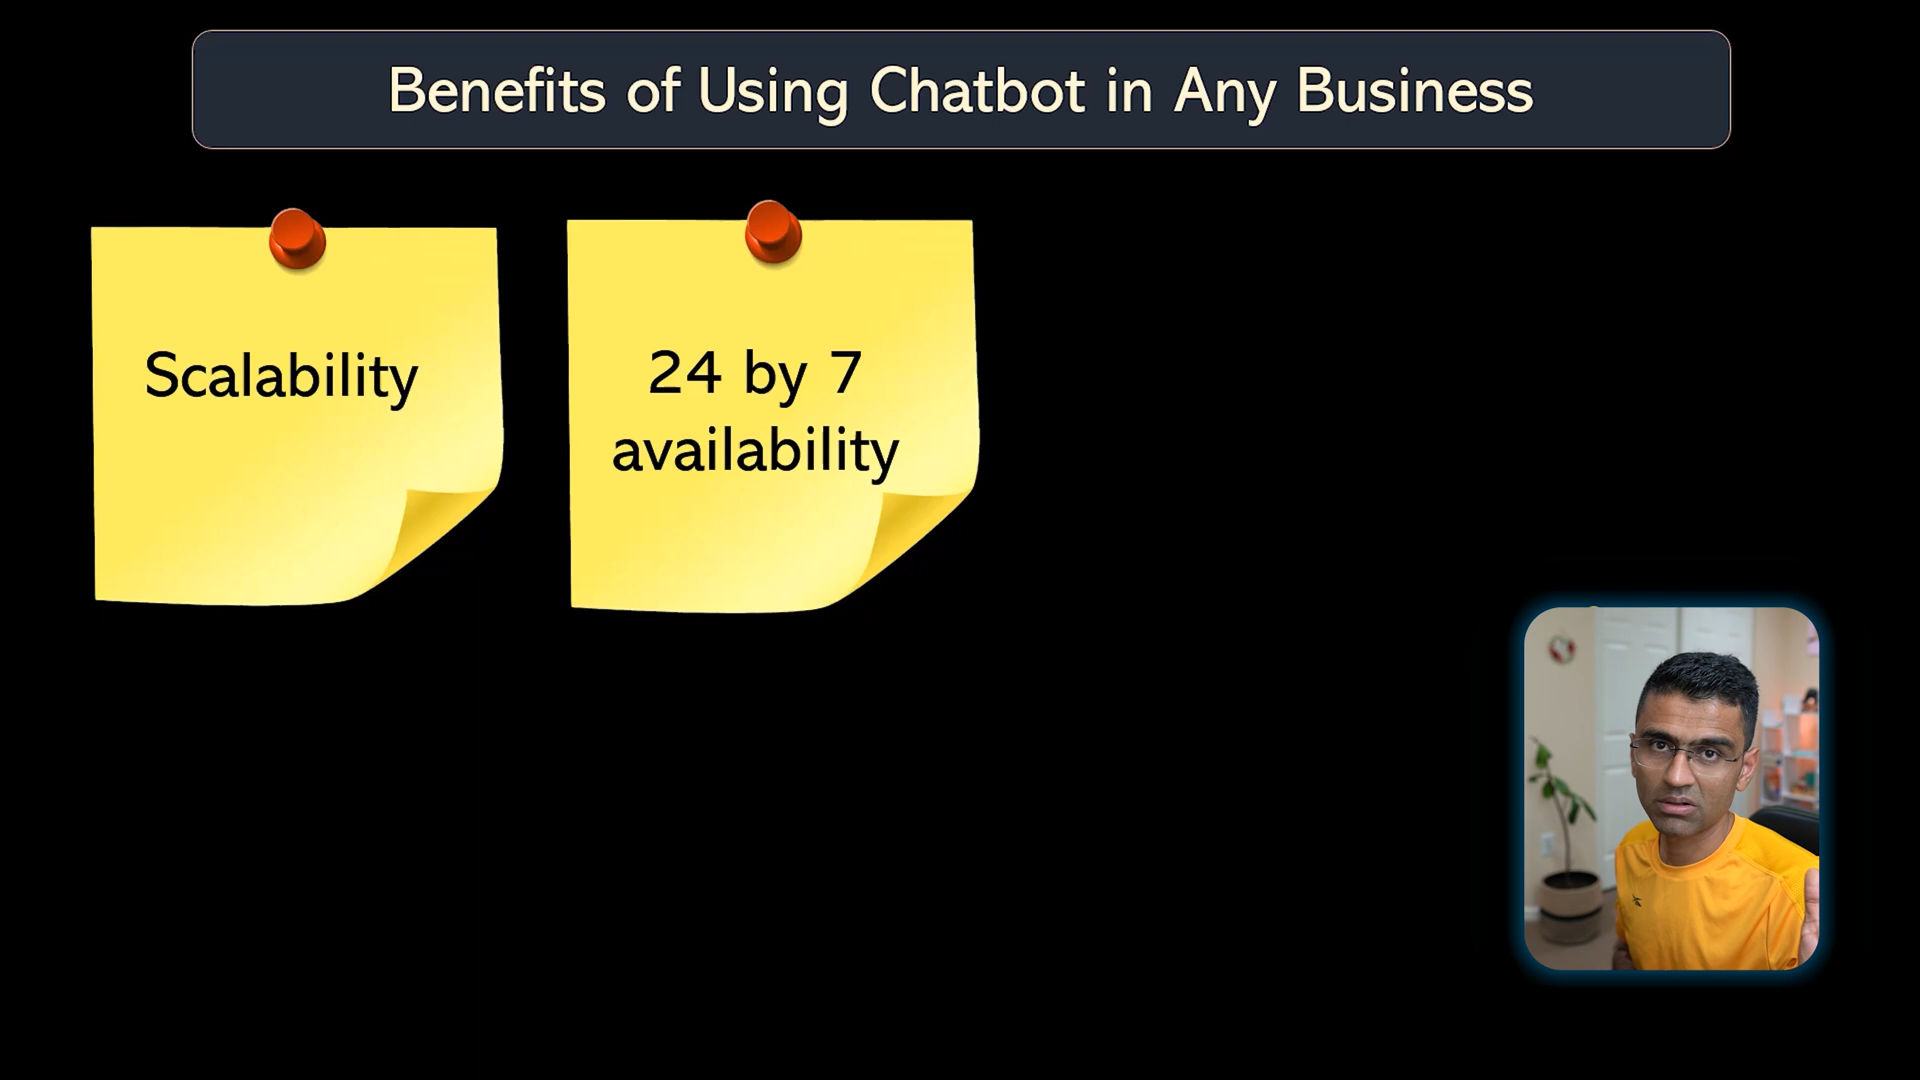 Benefits of Using Chatbot in Any Business
Scalability
24 by 7
availability